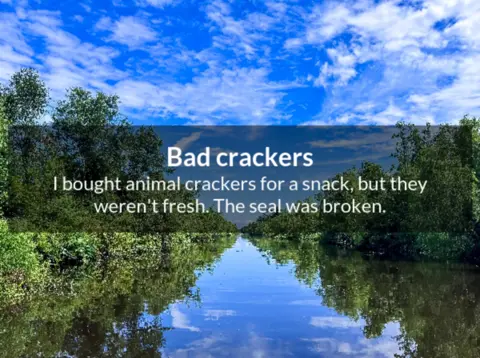 Bad crackers
I bought animal crackers for a snack, but they
weren't fresh. The seal was broken.